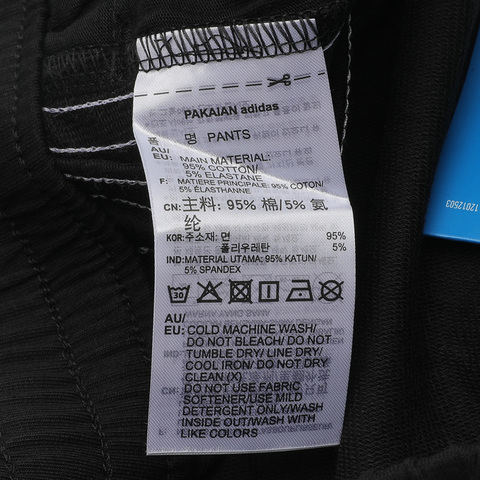 PAKAIAN adidas
품 명 PANTS
AU/
EU: MAIN MATERIAL:
95% COTTON/
5% ELASTANE
F: MATIERE PRINCIPALE: 95% COTON/
5% ÉLASTHANNE
CN: 主料: 95% 棉/5% 氨
纶
KOR: 주소재: 면 95%
폴리우레탄 5%
IND: MATERIAL UTAMA: 95% KATUN/
5% SPANDEX
30
AU/
EU: COLD MACHINE WASH/
DO NOT BLEACH/ DO NOT
TUMBLE DRY/ LINE DRY/
COOL IRON/ DO NOT DRY
CLEAN (X)
DO NOT USE FABRIC
SOFTENER/USE MILD
DETERGENT ONLY/WASH
INSIDE OUT/WASH WITH
LIKE COLORS
12012503